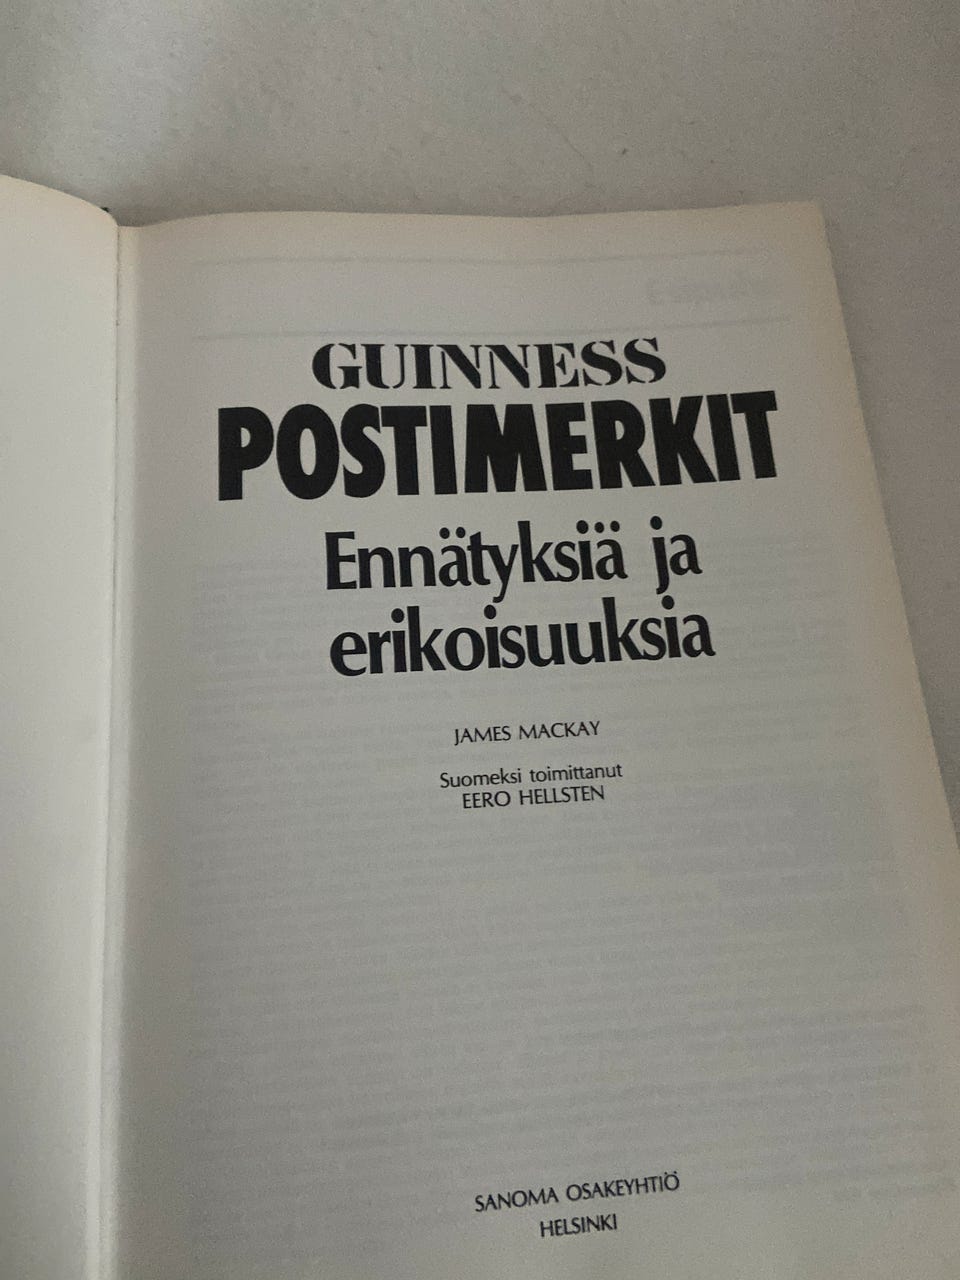 GUINNESS
POSTIMERKIT
Ennätyksiä ja
erikoisuuksia
JAMES MACKAY
Suomeksi toimittanut
EERO HELLSTEN
SANOMA OSAKEYHTIÖ
HELSINKI